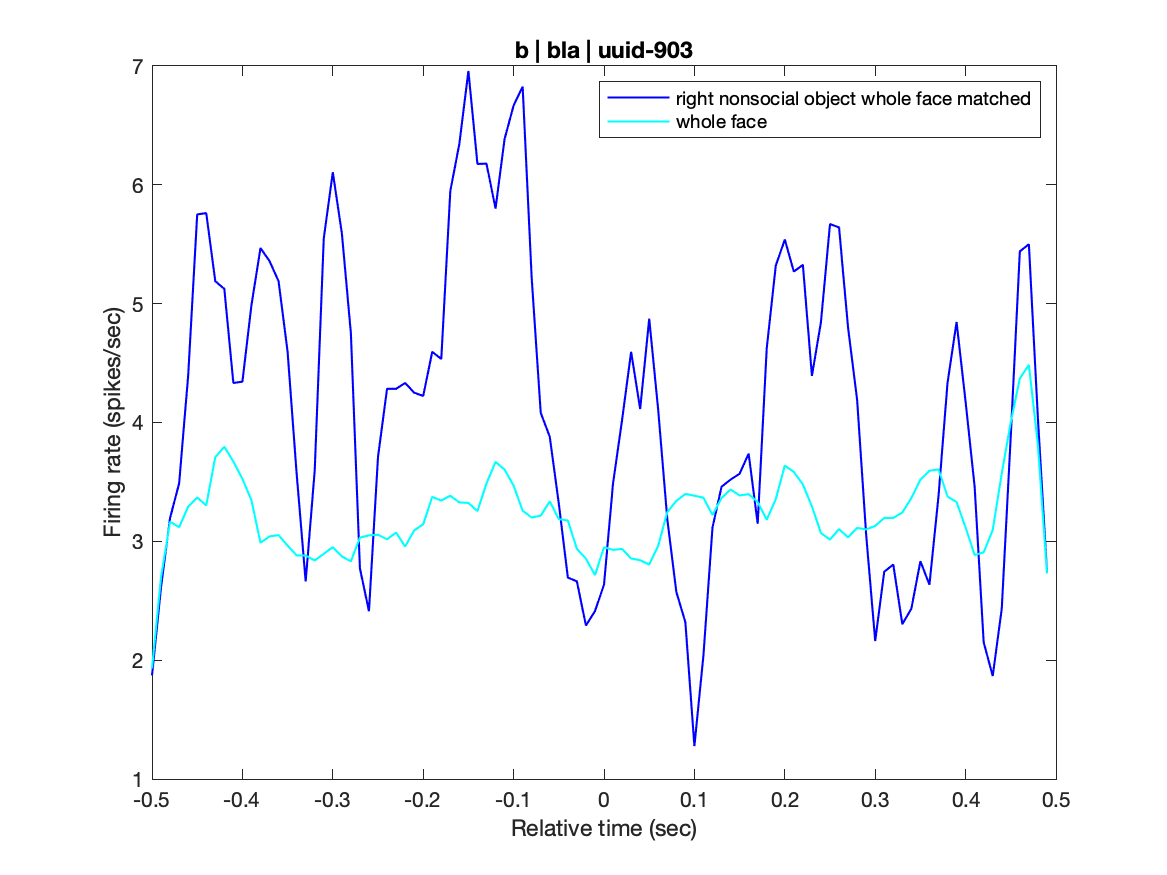 b | bla | uuid-903
right nonsocial object whole face matched
whole face
Firing rate (spikes/sec)
7
6
5
4
3
2
1
-0.5 -0.4 -0.3 -0.2 -0.1 0 0.1 0.2 0.3 0.4 0.5
Relative time (sec)